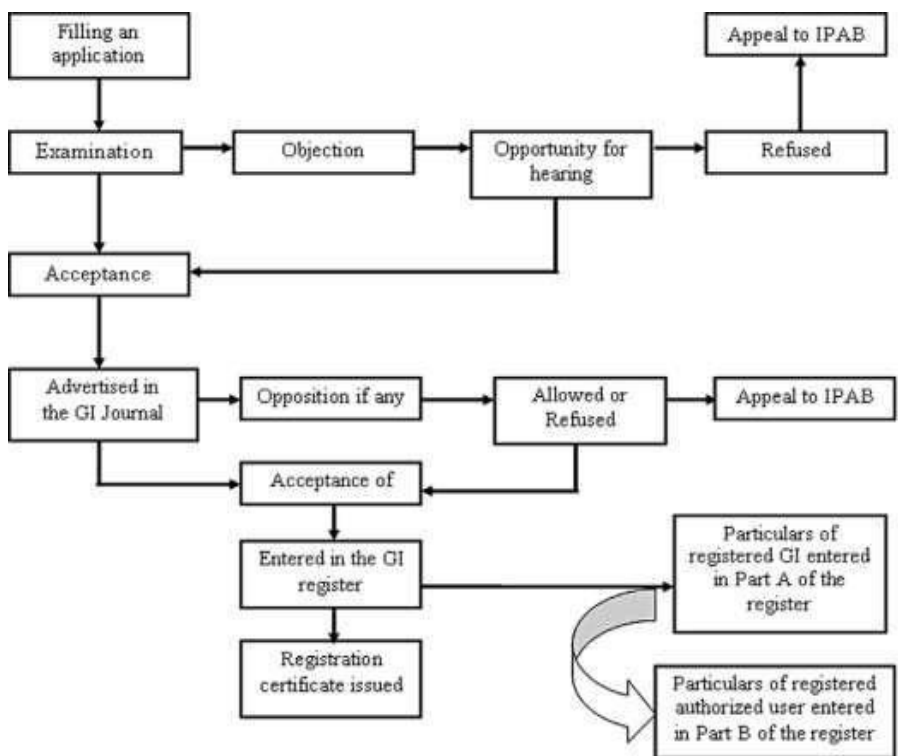 Filling an
application
Appeal to IPAB
Examination
Objection
Opportunity for
hearing
Refused
Acceptance
Advertised in
the GI Journal
Opposition if any
Allowed or
Refused
Appeal to IPAB
Acceptance of
Entered in the GI
register
Particulars of
registered GI entered
in Part A of the
register
Registration
certificate issued
Particulars of registered
authorized user entered
in Part B of the register